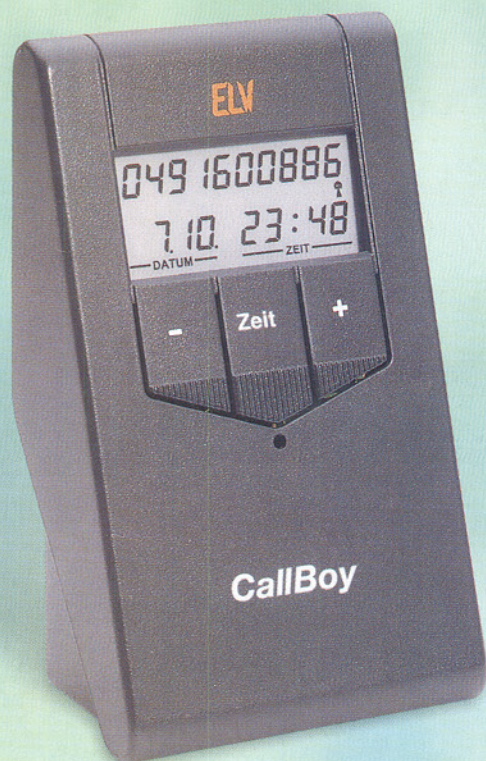 ELV
0491600886
7.10. 23:48
DATUM ZEIT
- Zeit +
CallBoy